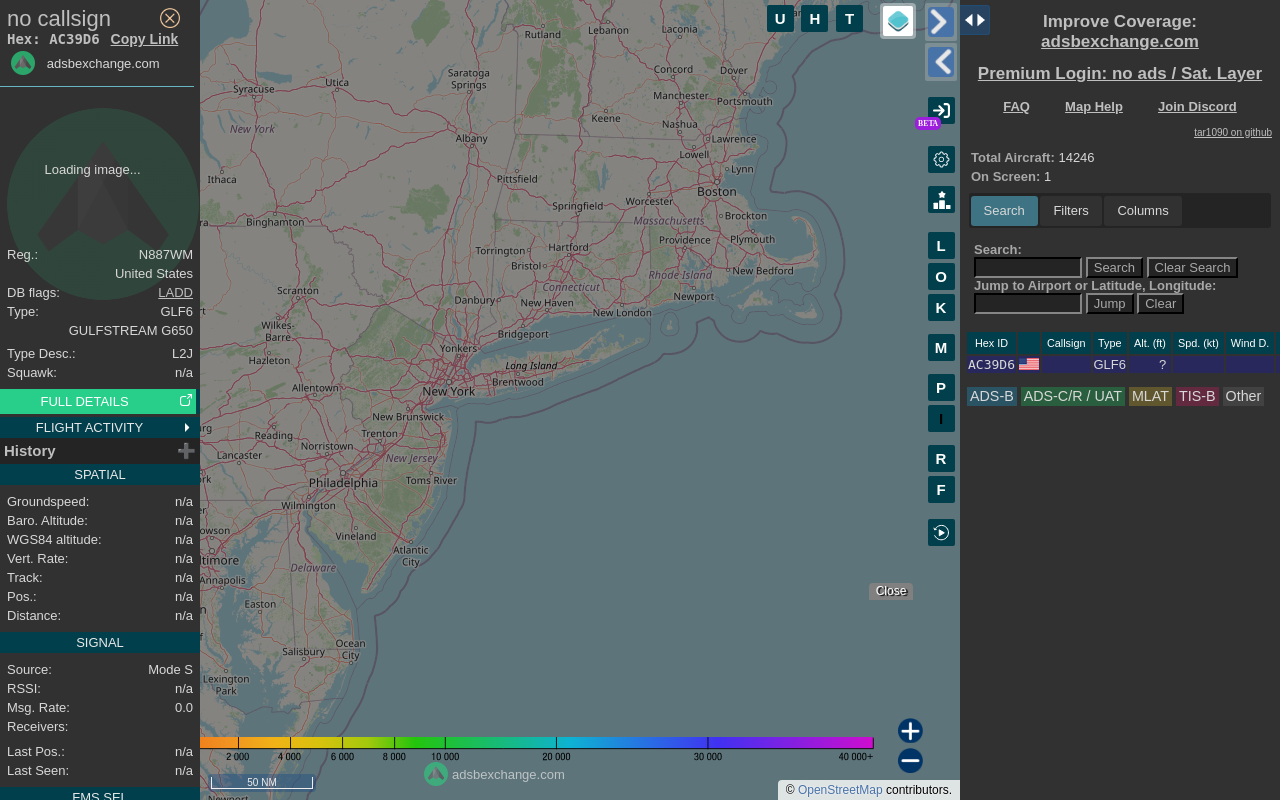 no callsign
Hex: AC39D6 Copy Link
adsbexchange.com
Loading image...
Reg.: N887WM
United States
DB flags: LADD
Type: GLF6
GULFSTREAM G650
Type Desc.: L2J
Squawk: n/a
FULL DETAILS
FLIGHT ACTIVITY
History
SPATIAL
Groundspeed: n/a
Baro. Altitude: n/a
WGS84 altitude: n/a
Vert. Rate: n/a
Track: n/a
Pos.: n/a
Distance: n/a
SIGNAL
Source: Mode S
RSSI: n/a
Msg. Rate: 0.0
Receivers:
Last Pos.: n/a
Last Seen: n/a
FMS SEL
Rutland
Lebanon
Laconia
Utica
Syracuse
Saratoga
Springs
Concord
Dover
Manchester
Portsmouth
Keene
Nashua
New York
Albany
Lawrence
Lowell
Lynn
Ithaca
Pittsfield
Boston
Worcester
Springfield
Massachusetts
Brockton
Binghamton
Plymouth
Providence
Torrington
Hartford
Bristol
New Bedford
Rhode Island
Connecticut
Scranton
Danbury
New Haven
Newport
New London
Wilkes-
Barre
Bridgeport
Yonkers
Hazleton
Long Island
Brentwood
Allentown
New York
New Brunswick
Reading
Trenton
Norristown
Lancaster
New Jersey
Philadelphia
Toms River
Wilmington
Vineland
Atlantic
City
Delaware
Annapolis
Easton
Ocean
City
Salisbury
Lexington
Park
U H T
BETA
L
O
K
M
P
I
R
F
Close
2 000 4 000 6 000 8 000 10 000 20 000 30 000 40 000+
adsbexchange.com
50 NM
© OpenStreetMap contributors.
Improve Coverage:
adsbexchange.com
Premium Login: no ads / Sat. Layer
FAQ Map Help Join Discord
tar1090 on github
Total Aircraft: 14246
On Screen: 1
Search Filters Columns
Search:
Search Clear Search
Jump to Airport or Latitude, Longitude:
Jump Clear
Hex ID Callsign Type Alt. (ft) Spd. (kt) Wind D.
AC39D6 GLF6 ?
ADS-B ADS-C/R / UAT MLAT TIS-B Other